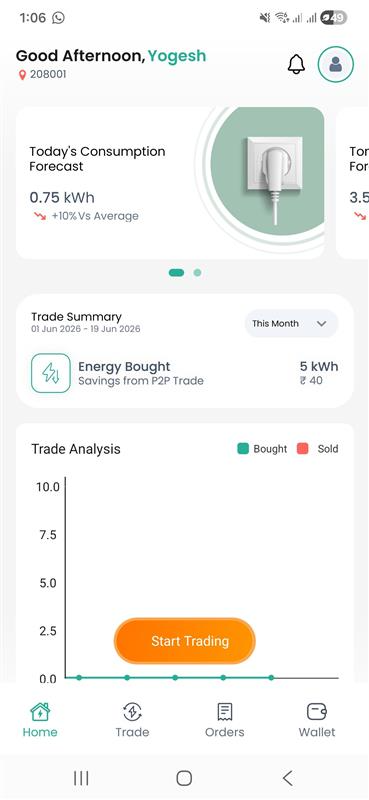 1:06
49
Good Afternoon, Yogesh
208001
Today's Consumption
Forecast
0.75 kWh
+10%Vs Average
Tor
For
3.5
Trade Summary
01 Jun 2026 - 19 Jun 2026
This Month
Energy Bought
5 kWh
Savings from P2P Trade
₹ 40
Trade Analysis
Bought
Sold
10.0
7.5
5.0
2.5
Start Trading
0.0
Home
Trade
Orders
Wallet